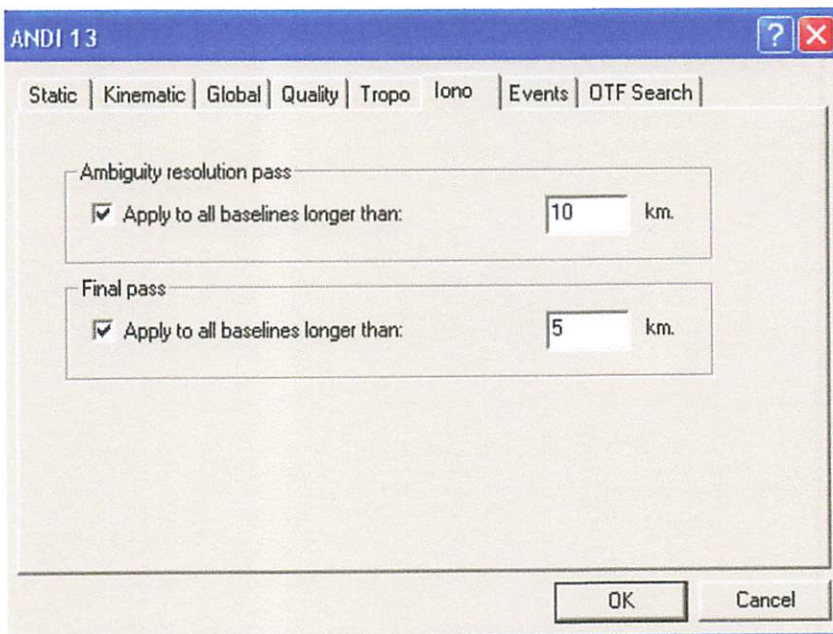 ANDI 13
Static Kinematic Global Quality Tropo Iono Events OTF Search
Ambiguity resolution pass
Apply to all baselines longer than: 10 km.
Final pass
Apply to all baselines longer than: 5 km.
OK Cancel